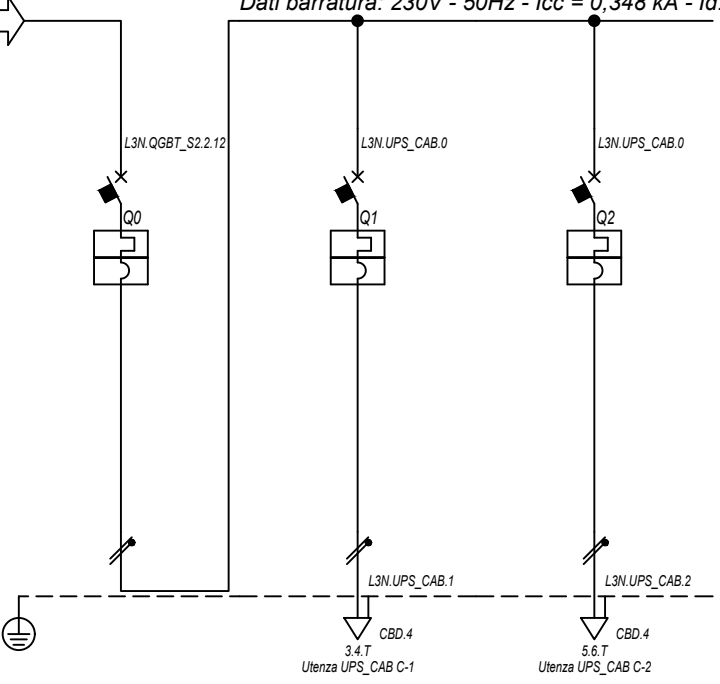 Dati barratura: 230V - 50Hz - Icc = 0,348 kA -
L3N.QGBT_S2.2.12
L3N.UPS_CAB.0
L3N.UPS_CAB.0
Q0
Q1
Q2
L3N.UPS_CAB.1
L3N.UPS_CAB.2
CBD.4
CBD.4
3.4.T
5.6.T
Utenza UPS_CAB C-1
Utenza UPS_CAB C-2